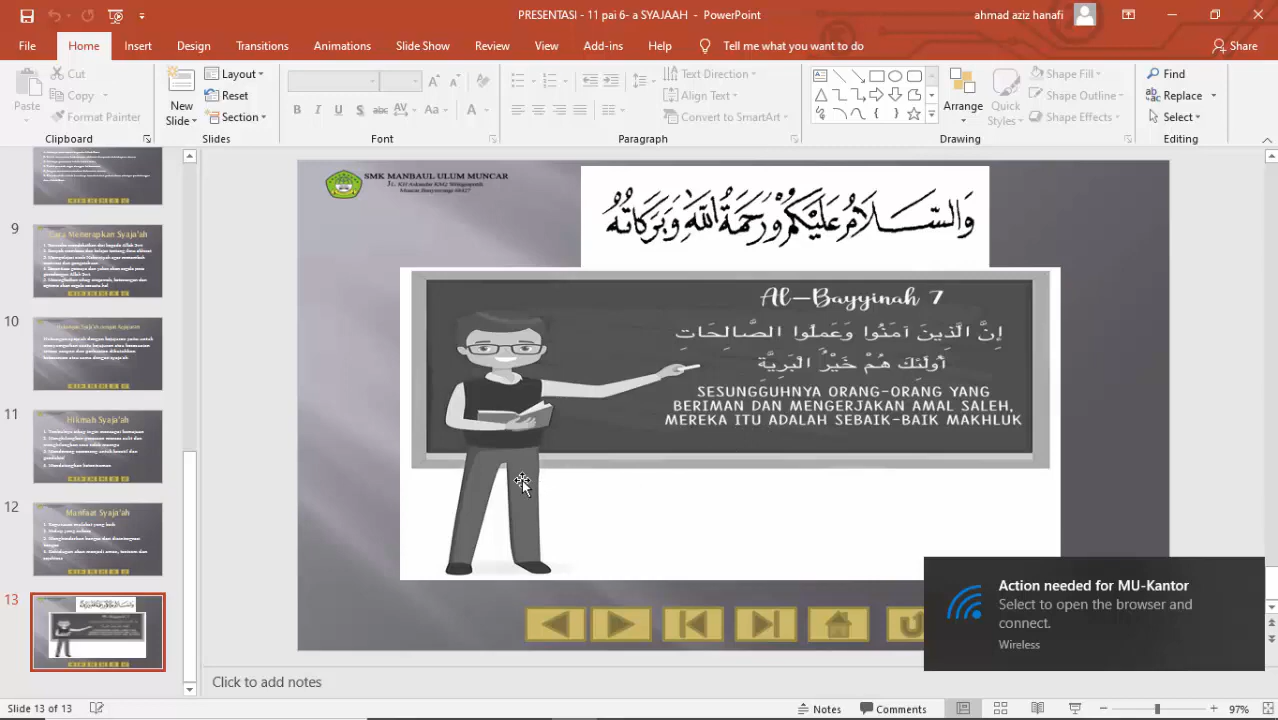 PRESENTASI - 11 pai 6- a SYAJAAH - PowerPoint
ahmad aziz hanafi
File Home Insert Design Transitions Animations Slide Show Review View Add-ins Help Tell me what you want to do Share
Paste
Cut
Copy
Format Painter
Clipboard
New Slide
Layout
Reset
Section
Slides
Font
Text Direction
Align Text
Convert to SmartArt
Paragraph
Arrange
Quick Styles
Shape Fill
Shape Outline
Shape Effects
Drawing
Find
Replace
Select
Editing
9
Cara Menerapkan Syaja'ah
10
11
Hikmah Syaja'ah
12
Manfaat Syaja'ah
13
SMK MANBAUL ULUM MUNCAR
والسلام عليكم ورحمة الله وبركاته
Al-Bayyinah 7
إِنَّ الَّذِينَ آمَنُوا وَعَمِلُوا الصَّالِحَاتِ
أُولَئِكَ هُمْ خَيْرُ الْبَرِيَّةِ
SESUNGGUHNYA ORANG-ORANG YANG
BERIMAN DAN MENGERJAKAN AMAL SALEH,
MEREKA ITU ADALAH SEBAIK-BAIK MAKHLUK
Action needed for MU-Kantor
Select to open the browser and
connect.
Wireless
Click to add notes
Slide 13 of 13
Notes
Comments
97%